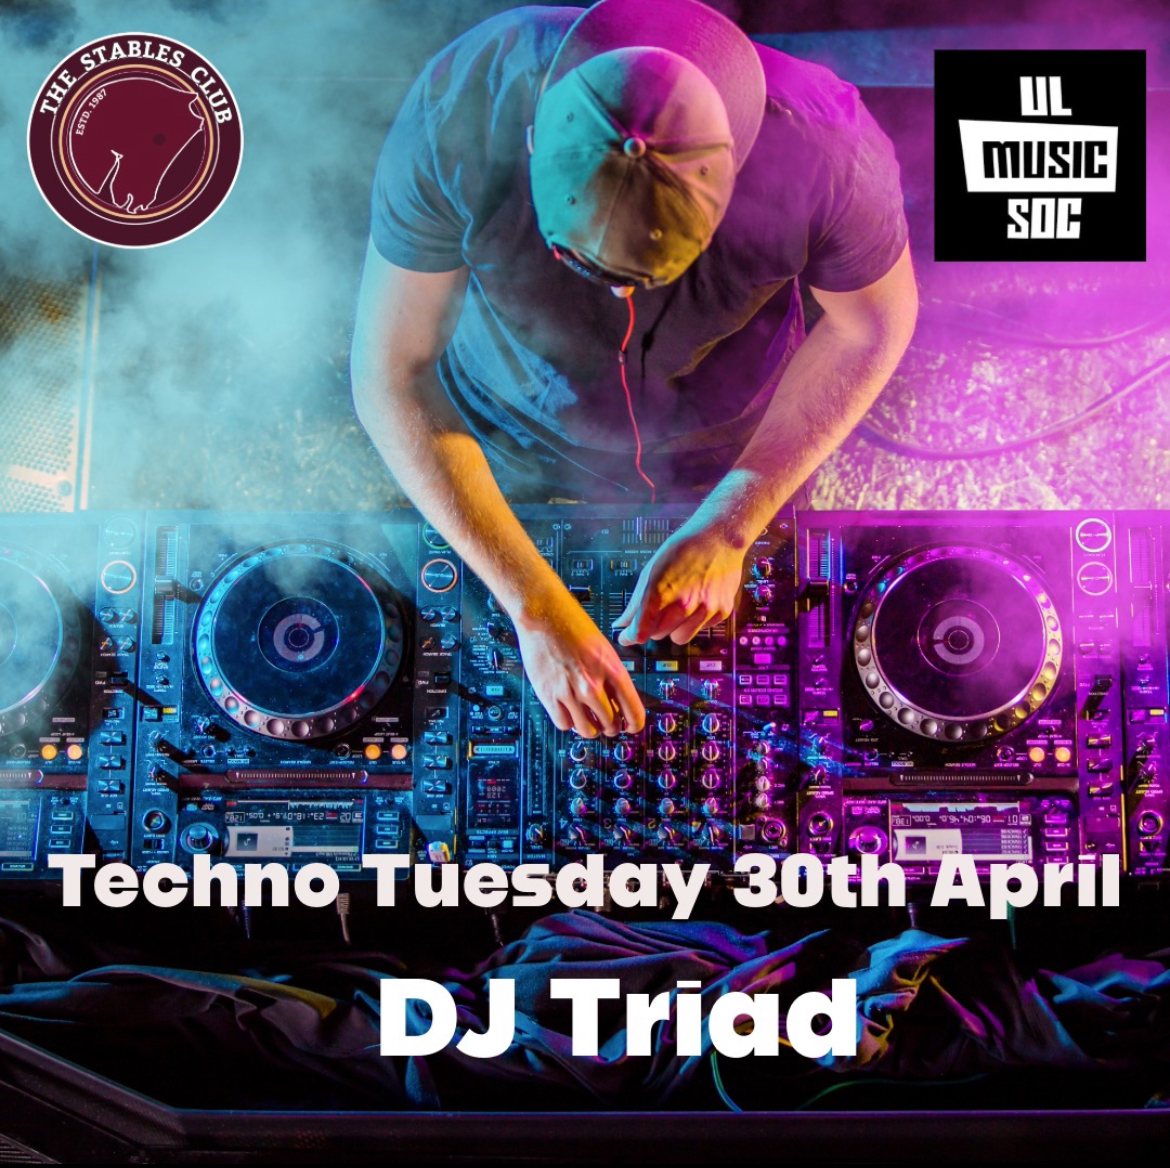 THE STABLES CLUB
ESTD. 1987
UL
MUSIC
SOC
Techno Tuesday 30th April
DJ Triad